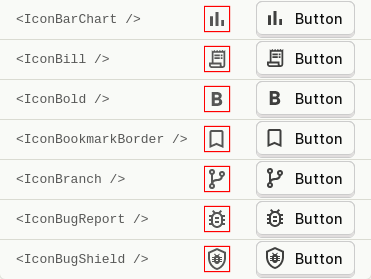 <IconBarChart /> Button
<IconBill /> Button
<IconBold /> B B Button
<IconBookmarkBorder /> Button
<IconBranch /> Button
<IconBugReport /> Button
<IconBugShield /> Button